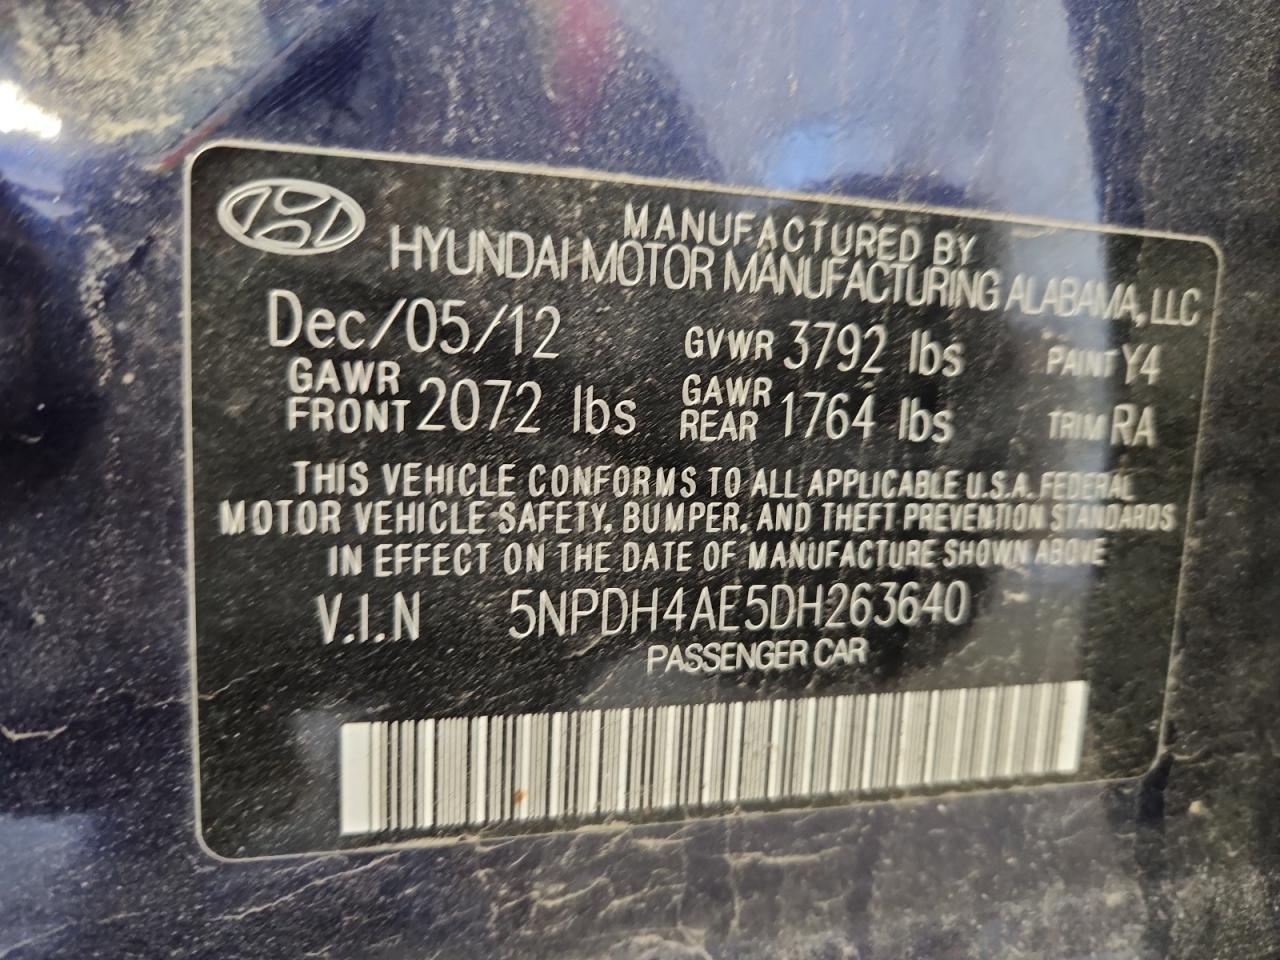 MANUFACTURED BY
HYUNDAI MOTOR MANUFACTURING ALABAMA, LLC
Dec/05/12 GVWR 3792 lbs PAINT Y4
GAWR FRONT 2072 lbs GAWR REAR 1764 lbs TRIM RA
THIS VEHICLE CONFORMS TO ALL APPLICABLE U.S.A. FEDERAL
MOTOR VEHICLE SAFETY, BUMPER, AND THEFT PREVENTION STANDARDS
IN EFFECT ON THE DATE OF MANUFACTURE SHOWN ABOVE
V.I.N 5NPDH4AE5DH263640
PASSENGER CAR